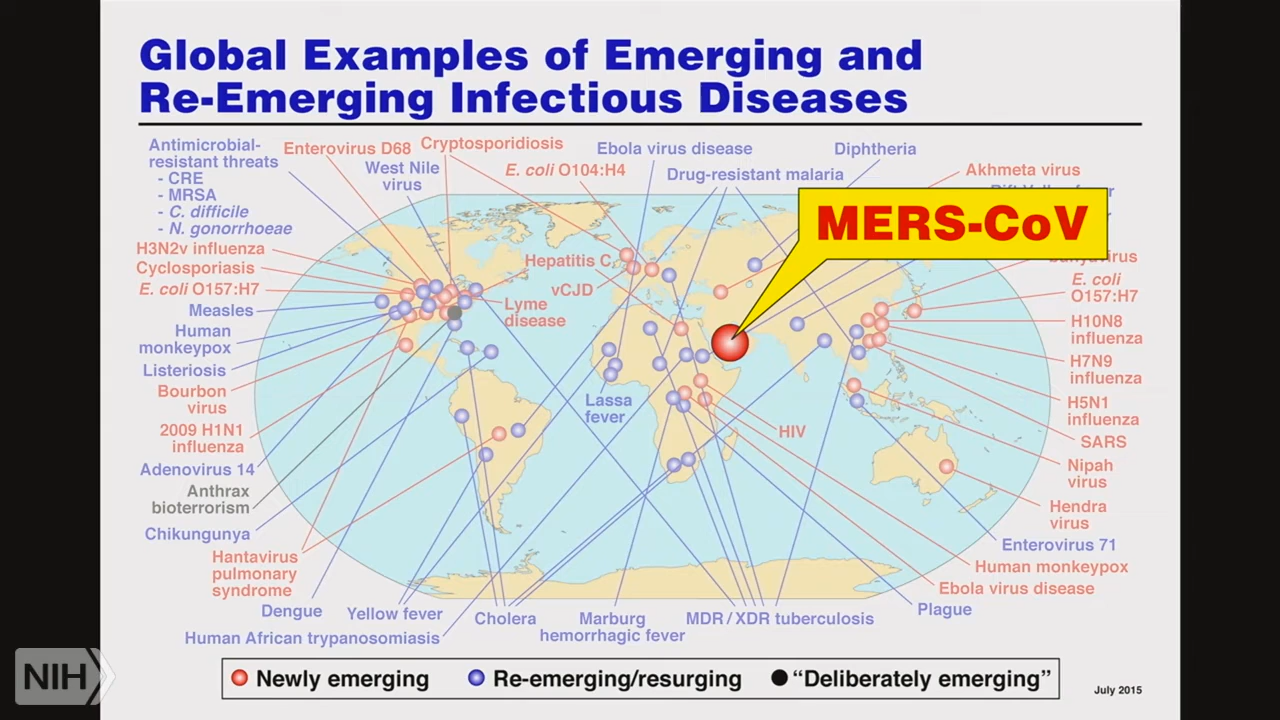 Global Examples of Emerging and
Re-Emerging Infectious Diseases
Antimicrobial-
resistant threats
- CRE
- MRSA
- C. difficile
- N. gonorrhoeae
Enterovirus D68
West Nile
virus
Cryptosporidiosis
E. coli O104:H4
Ebola virus disease
Drug-resistant malaria
Diphtheria
Akhmeta virus
MERS-CoV
H3N2v influenza
Cyclosporiasis
E. coli O157:H7
Measles
Human
monkeypox
Listeriosis
Bourbon
virus
2009 H1N1
influenza
Adenovirus 14
Anthrax
bioterrorism
Chikungunya
Hantavirus
pulmonary
syndrome
Dengue
Yellow fever
Human African trypanosomiasis
Cholera
Marburg
hemorrhagic fever
MDR / XDR tuberculosis
Plague
Hepatitis C
vCJD
Lyme
disease
Lassa
fever
HIV
E. coli
O157:H7
H10N8
influenza
H7N9
influenza
H5N1
influenza
SARS
Nipah
virus
Hendra
virus
Enterovirus 71
Human monkeypox
Ebola virus disease
Newly emerging
Re-emerging/resurging
“Deliberately emerging”
July 2015
NIH